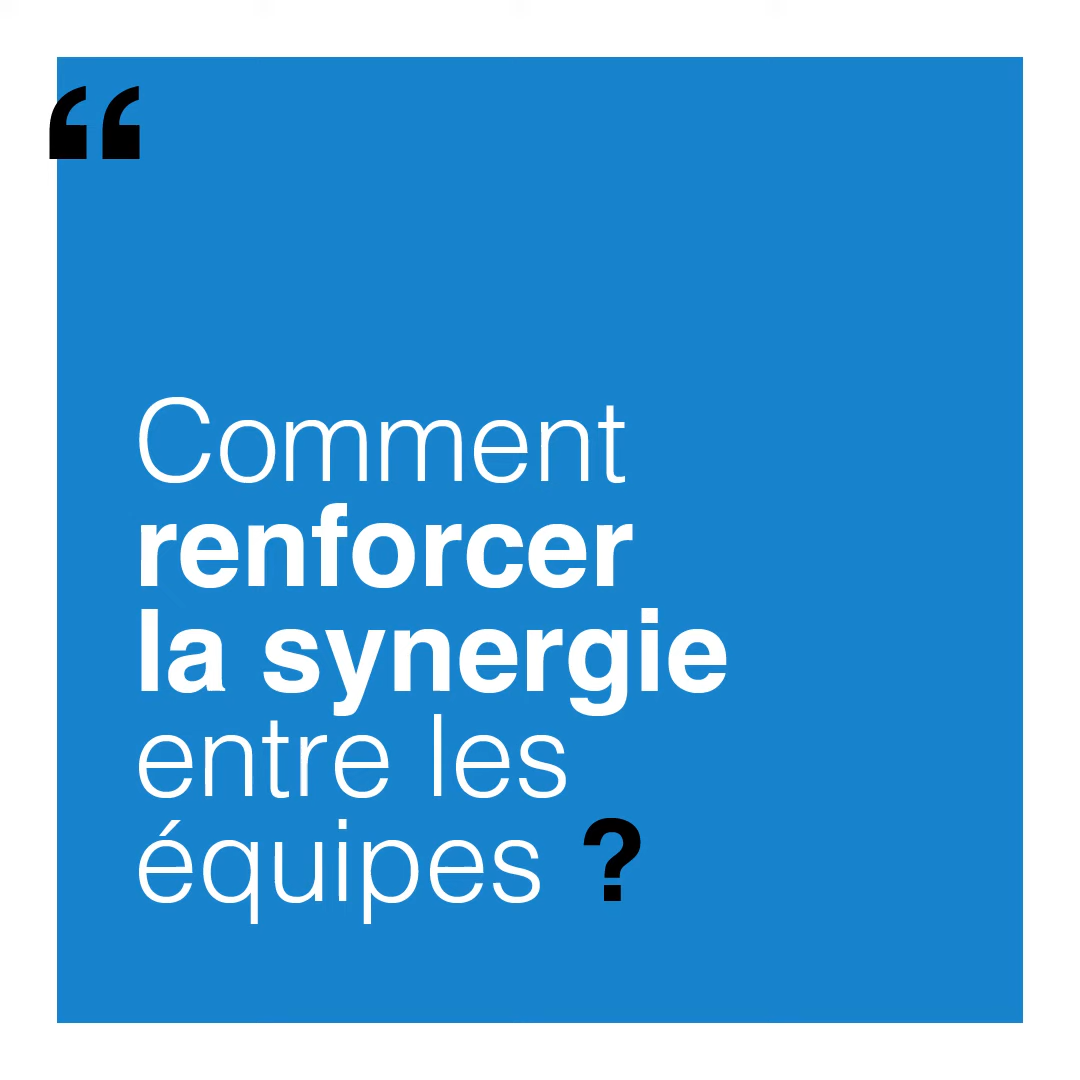 “
Comment
renforcer
la synergie
entre les
équipes ?